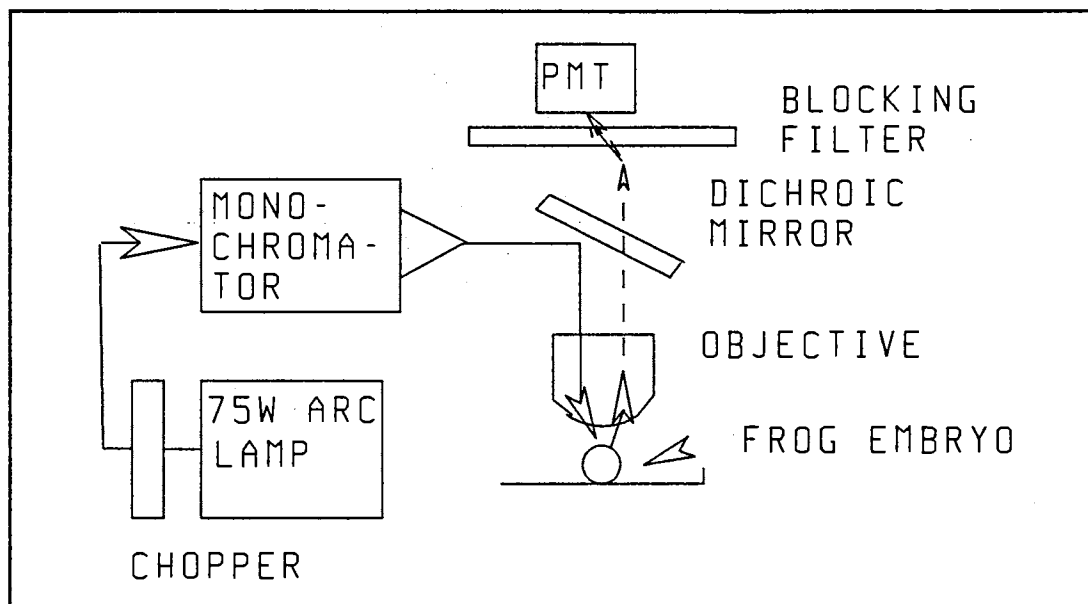 PMT
BLOCKING
FILTER
DICHROIC
MIRROR
MONO-
CHROMA-
TOR
OBJECTIVE
75W ARC
LAMP
FROG EMBRYO
CHOPPER